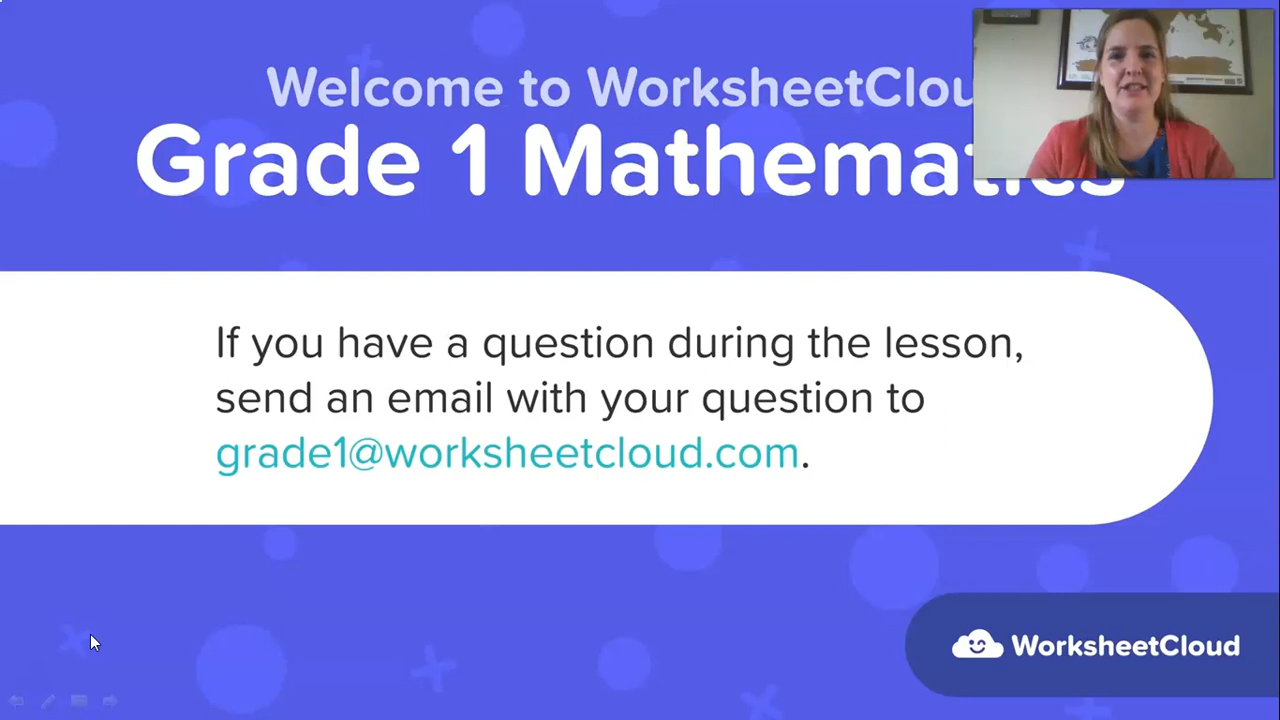 Welcome to WorksheetClou
Grade 1 Mathematics
If you have a question during the lesson,
send an email with your question to
grade1@worksheetcloud.com.
WorksheetCloud